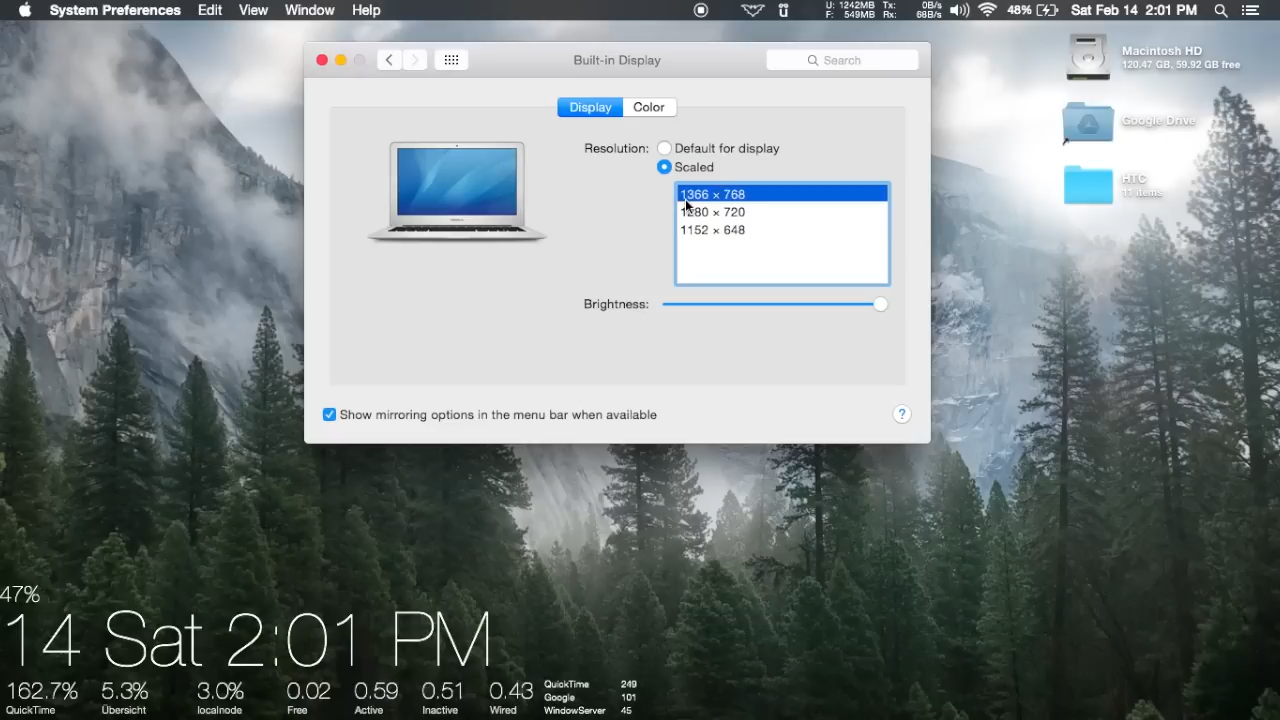 System Preferences Edit View Window Help
U: 1242MB Tx: 0B/s
F: 549MB Rx: 68B/s
48% Sat Feb 14 2:01 PM
Built-in Display
Search
Macintosh HD
120.47 GB, 59.92 GB free
Display Color
Google Drive
Resolution: Default for display
Scaled
HTC
11 items
1366 × 768
1280 × 720
1152 × 648
Brightness:
Show mirroring options in the menu bar when available
?
47%
14 Sat 2:01 PM
162.7% 5.3% 3.0% 0.02 0.59 0.51 0.43
QuickTime Übersicht localnode Free Active Inactive Wired
QuickTime 249
Google 101
WindowServer 45